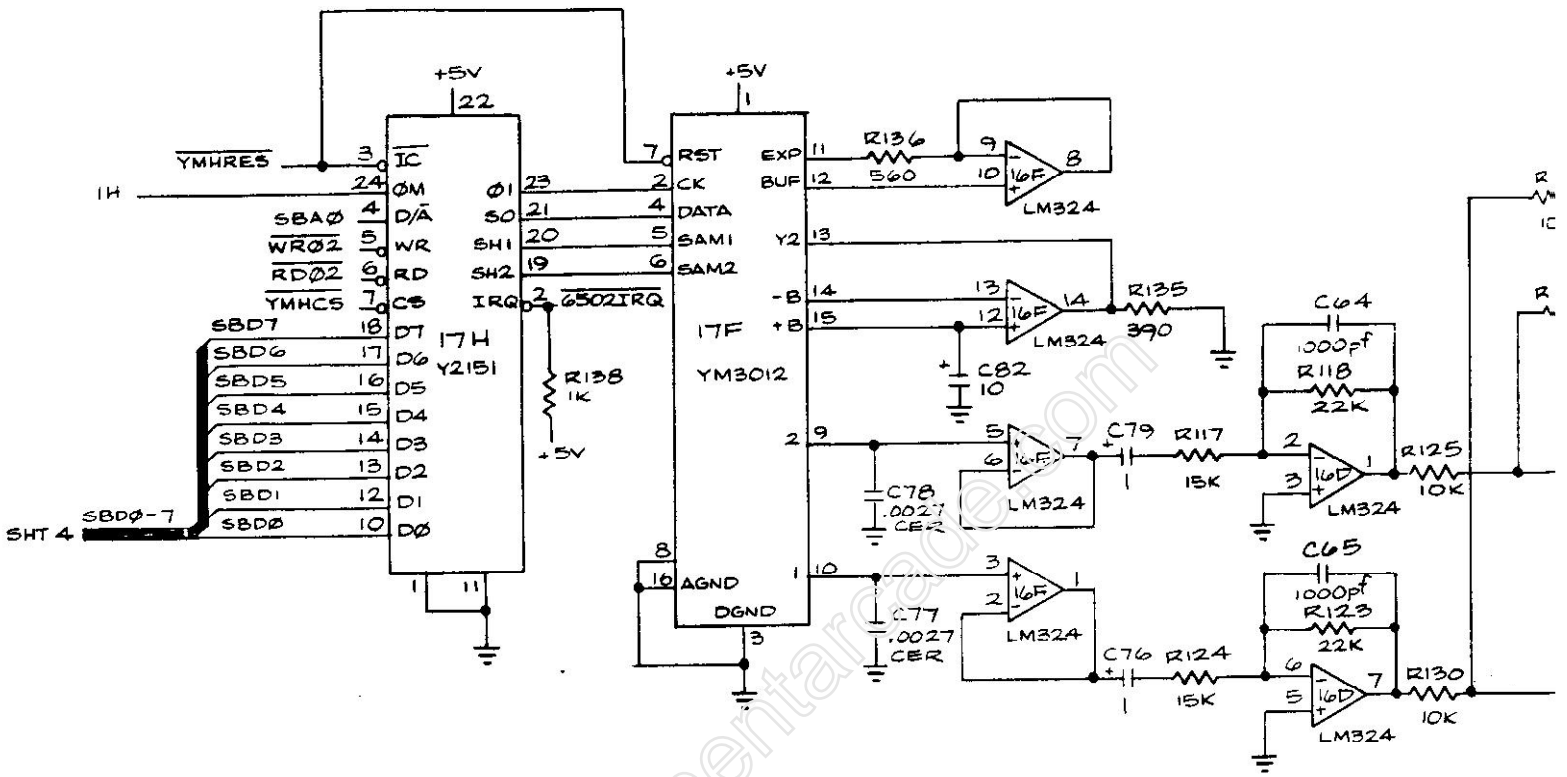 +5V
22
YMHRES
3
IC
1H
24
ØM
SBAØ
4
D/A
WRØ2
5
WR
RDØ2
6
RD
YMHCS
7
CS
SBD7
18
D7
SBD6
17
D6
SBD5
16
D5
SBD4
15
D4
SBD3
14
D3
SBD2
13
D2
SBD1
12
D1
SBDØ
10
DØ
SHT 4
SBDØ-7
1
11
17H
Y2151
Ø1
23
SO
21
SH1
20
SH2
19
IRQ
2
6502IRQ
R138
1K
+5V
+5V
1
7
RST
2
CK
4
DATA
5
SAM1
6
SAM2
17F
YM3012
8
16
AGND
DGND
3
EXP
11
BUF
12
Y2
13
-B
14
+B
15
2
9
1
10
R136
560
9
-
10
+
16F
8
LM324
13
-
12
+
16F
14
LM324
R135
390
+
C82
10
C78
.0027
CER
5
+
6
-
16F
7
LM324
+
C79
1
R117
15K
C64
1000pf
R118
22K
2
-
3
+
16D
1
LM324
R125
10K
C77
.0027
CER
3
+
2
-
16F
1
LM324
+
C76
1
R124
15K
C65
1000pf
R123
22K
6
-
5
+
16D
7
LM324
R130
10K
R
R
entarcade.com